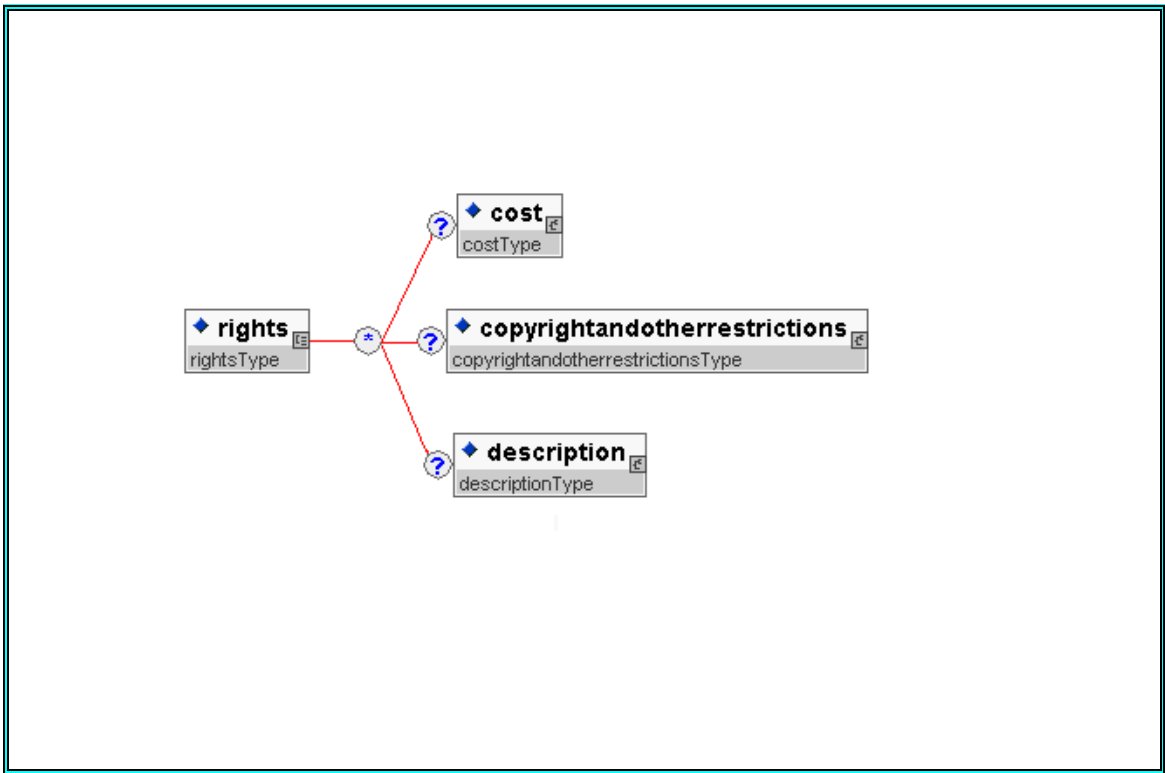 ? cost
costType
rights
rightsType
*
? copyrightandotherrestrictions
copyrightandotherrestrictionsType
? description
descriptionType